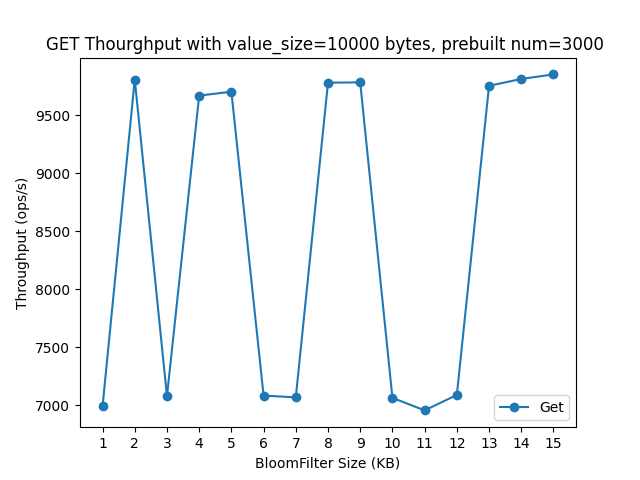 GET Thourghput with value_size=10000 bytes, prebuilt num=3000
Throughput (ops/s)
9500
9000
8500
8000
7500
7000
Get
1 2 3 4 5 6 7 8 9 10 11 12 13 14 15
BloomFilter Size (KB)